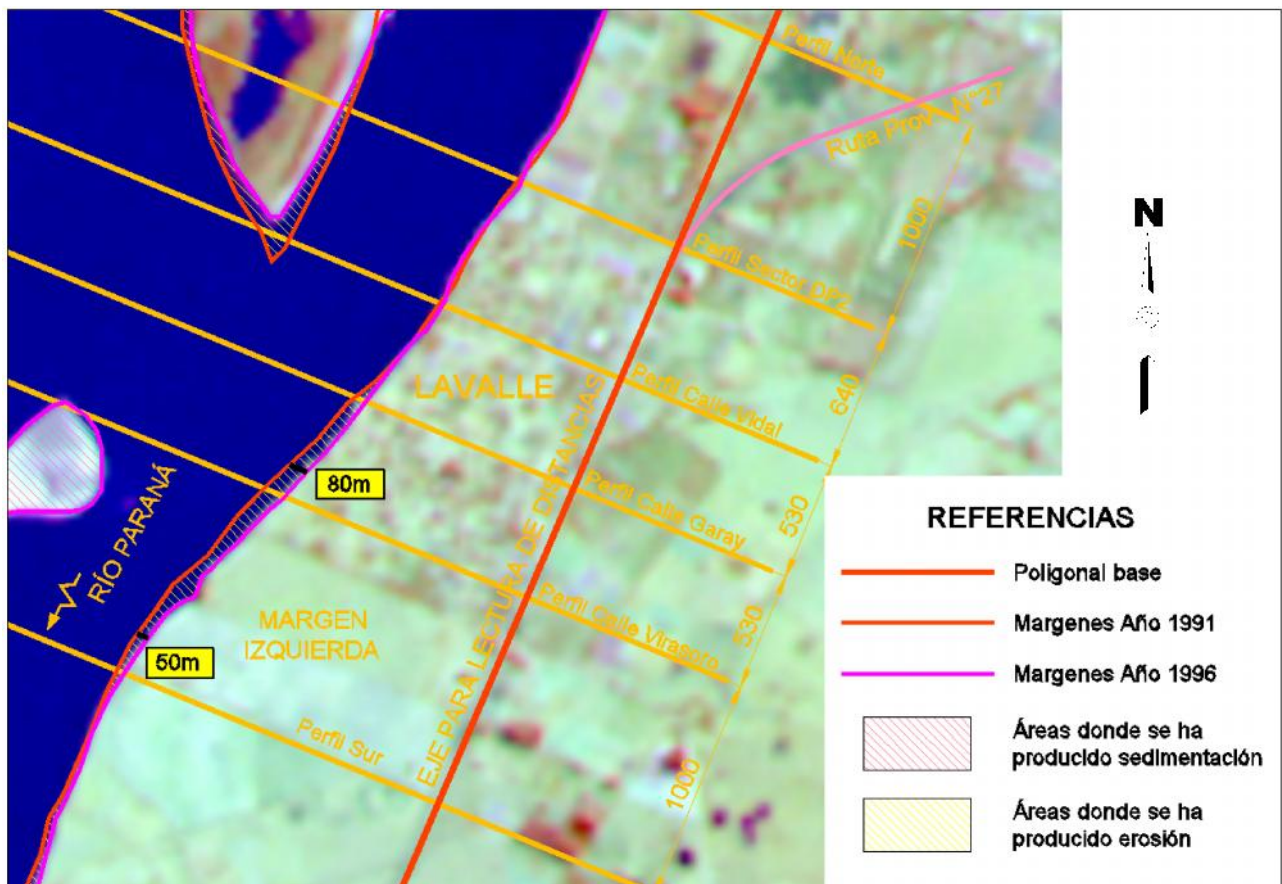 Perfil Norte
Ruta Prov. N°27
1000
N
Perfil Sector DP2
640
Perfil Calle Vidal
LAVALLE
530
Perfil Calle Garay
80m
530
Perfil Calle Virasoro
EJE PARA LECTURA DE DISTANCIAS
RÍO PARANÁ
MARGEN
IZQUIERDA
50m
1000
Perfil Sur
REFERENCIAS
Poligonal base
Margenes Año 1991
Margenes Año 1996
Áreas donde se ha
producido sedimentación
Áreas donde se ha
producido erosión